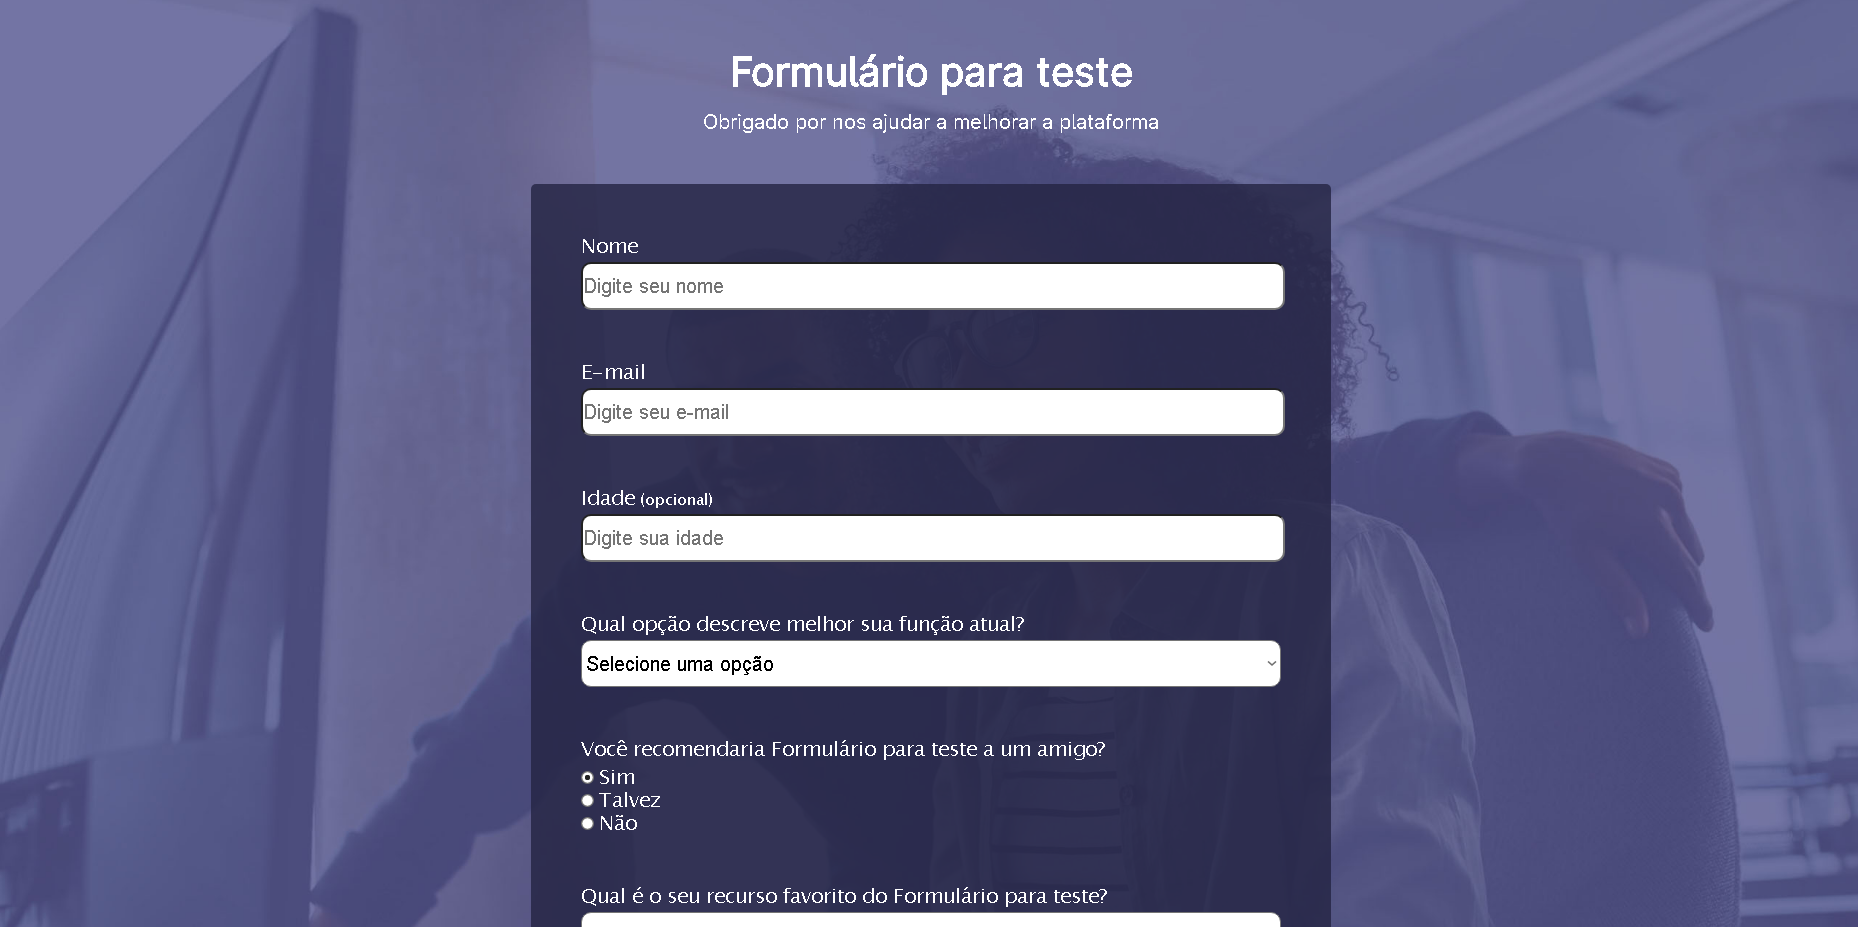 Formulário para teste
Obrigado por nos ajudar a melhorar a plataforma
Nome
Digite seu nome
E-mail
Digite seu e-mail
Idade (opcional)
Digite sua idade
Qual opção descreve melhor sua função atual?
Selecione uma opção
Você recomendaria Formulário para teste a um amigo?
Sim
Talvez
Não
Qual é o seu recurso favorito do Formulário para teste?